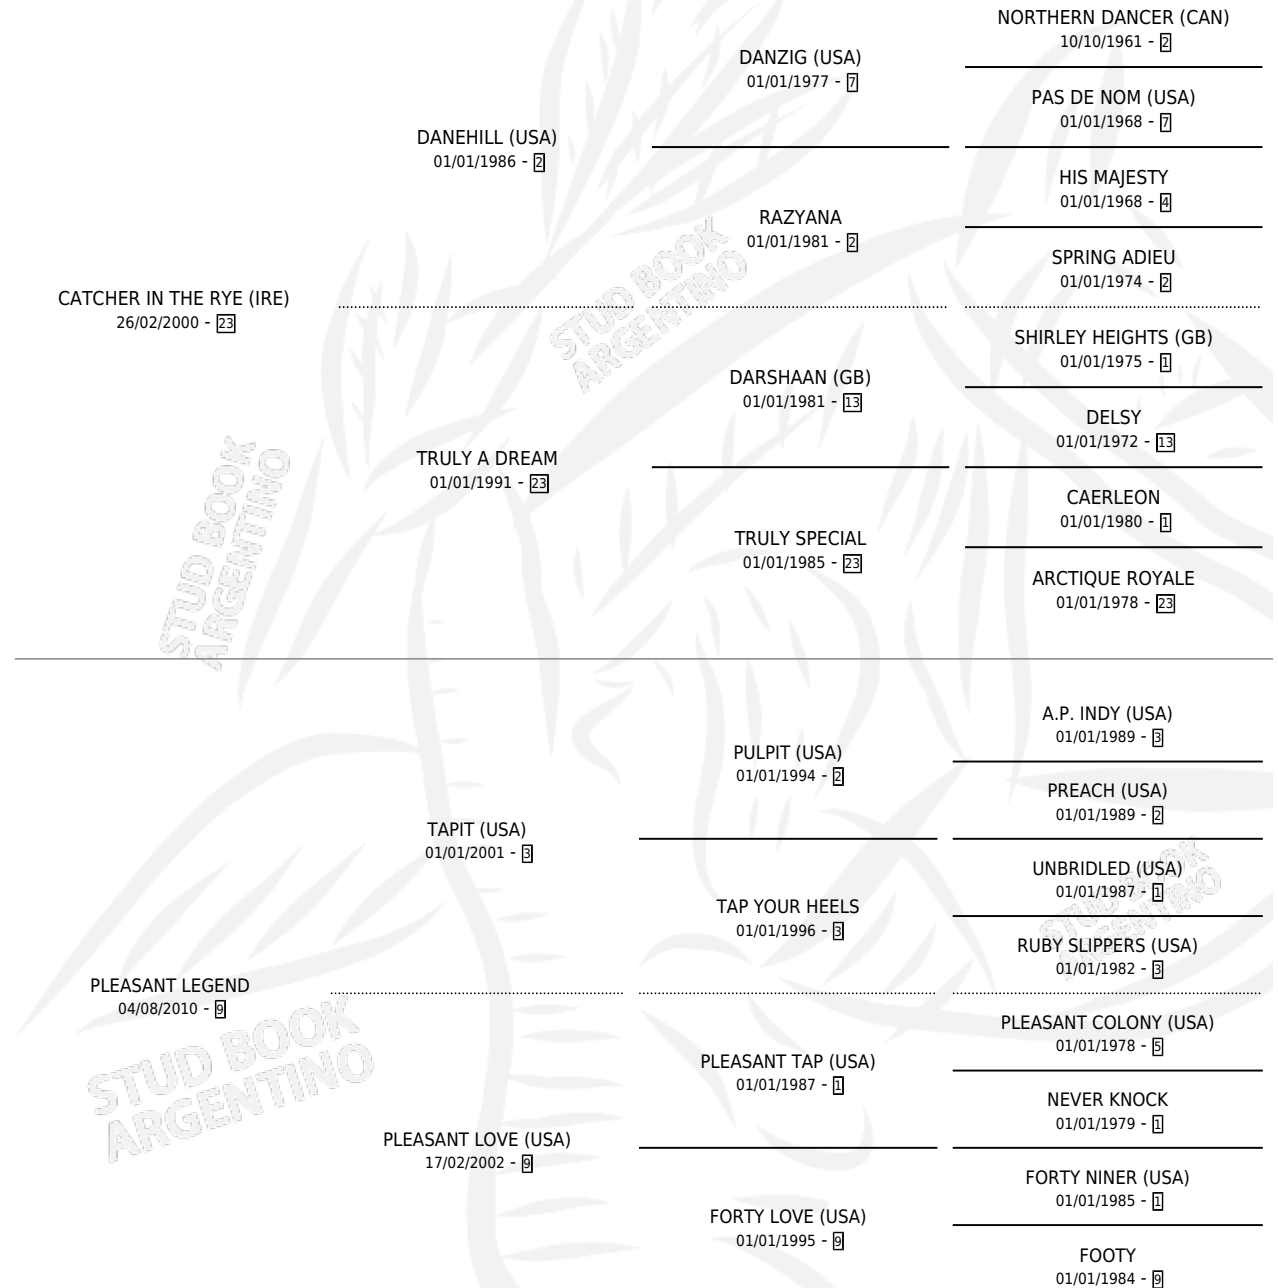 NORTHERN DANCER (CAN)
10/10/1961 - 2
DANZIG (USA)
01/01/1977 - 7
PAS DE NOM (USA)
01/01/1968 - 7
DANEHILL (USA)
01/01/1986 - 2
HIS MAJESTY
01/01/1968 - 4
RAZYANA
01/01/1981 - 2
SPRING ADIEU
01/01/1974 - 2
CATCHER IN THE RYE (IRE)
26/02/2000 - 23
SHIRLEY HEIGHTS (GB)
01/01/1975 - 1
DARSHAAN (GB)
01/01/1981 - 13
DELSY
01/01/1972 - 13
TRULY A DREAM
01/01/1991 - 23
CAERLEON
01/01/1980 - 1
TRULY SPECIAL
01/01/1985 - 23
ARCTIQUE ROYALE
01/01/1978 - 23
STUD BOOK
ARGENTINO
STUD BOOK
ARGENTINO
A.P. INDY (USA)
01/01/1989 - 3
PULPIT (USA)
01/01/1994 - 2
PREACH (USA)
01/01/1989 - 2
TAPIT (USA)
01/01/2001 - 3
UNBRIDLED (USA)
01/01/1987 - 1
TAP YOUR HEELS
01/01/1996 - 3
RUBY SLIPPERS (USA)
01/01/1982 - 3
PLEASANT LEGEND
04/08/2010 - 9
PLEASANT COLONY (USA)
01/01/1978 - 5
PLEASANT TAP (USA)
01/01/1987 - 1
NEVER KNOCK
01/01/1979 - 1
PLEASANT LOVE (USA)
17/02/2002 - 9
FORTY NINER (USA)
01/01/1985 - 1
FORTY LOVE (USA)
01/01/1995 - 9
FOOTY
01/01/1984 - 9
STUD BOOK
ARGENTINO
STUD BOOK
ARGENTINO